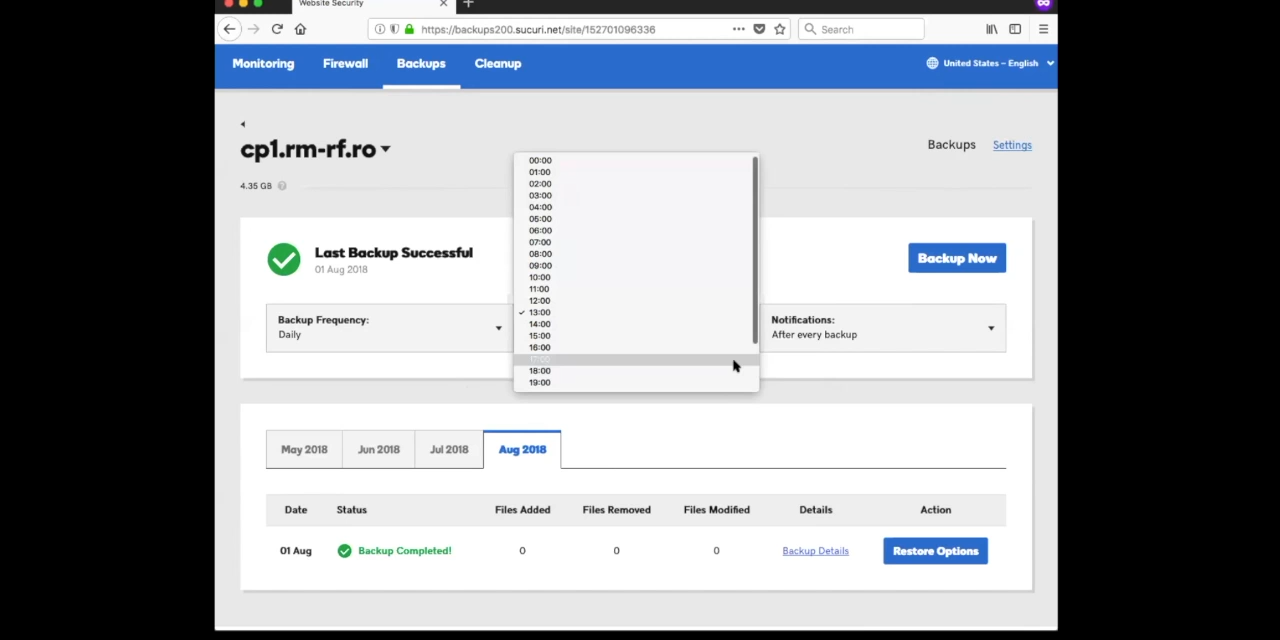 Website Security
https://backups200.sucuri.net/site/152701096336
Search
Monitoring Firewall Backups Cleanup United States – English
cp1.rm-rf.ro
Backups Settings
4.35 GB
00:00
01:00
02:00
03:00
04:00
05:00
06:00
07:00
08:00
09:00
10:00
11:00
12:00
13:00
14:00
15:00
16:00
17:00
18:00
19:00
Last Backup Successful
01 Aug 2018
Backup Now
Backup Frequency:
Daily
Notifications:
After every backup
May 2018 Jun 2018 Jul 2018 Aug 2018
Date Status Files Added Files Removed Files Modified Details Action
01 Aug Backup Completed! 0 0 0 Backup Details Restore Options